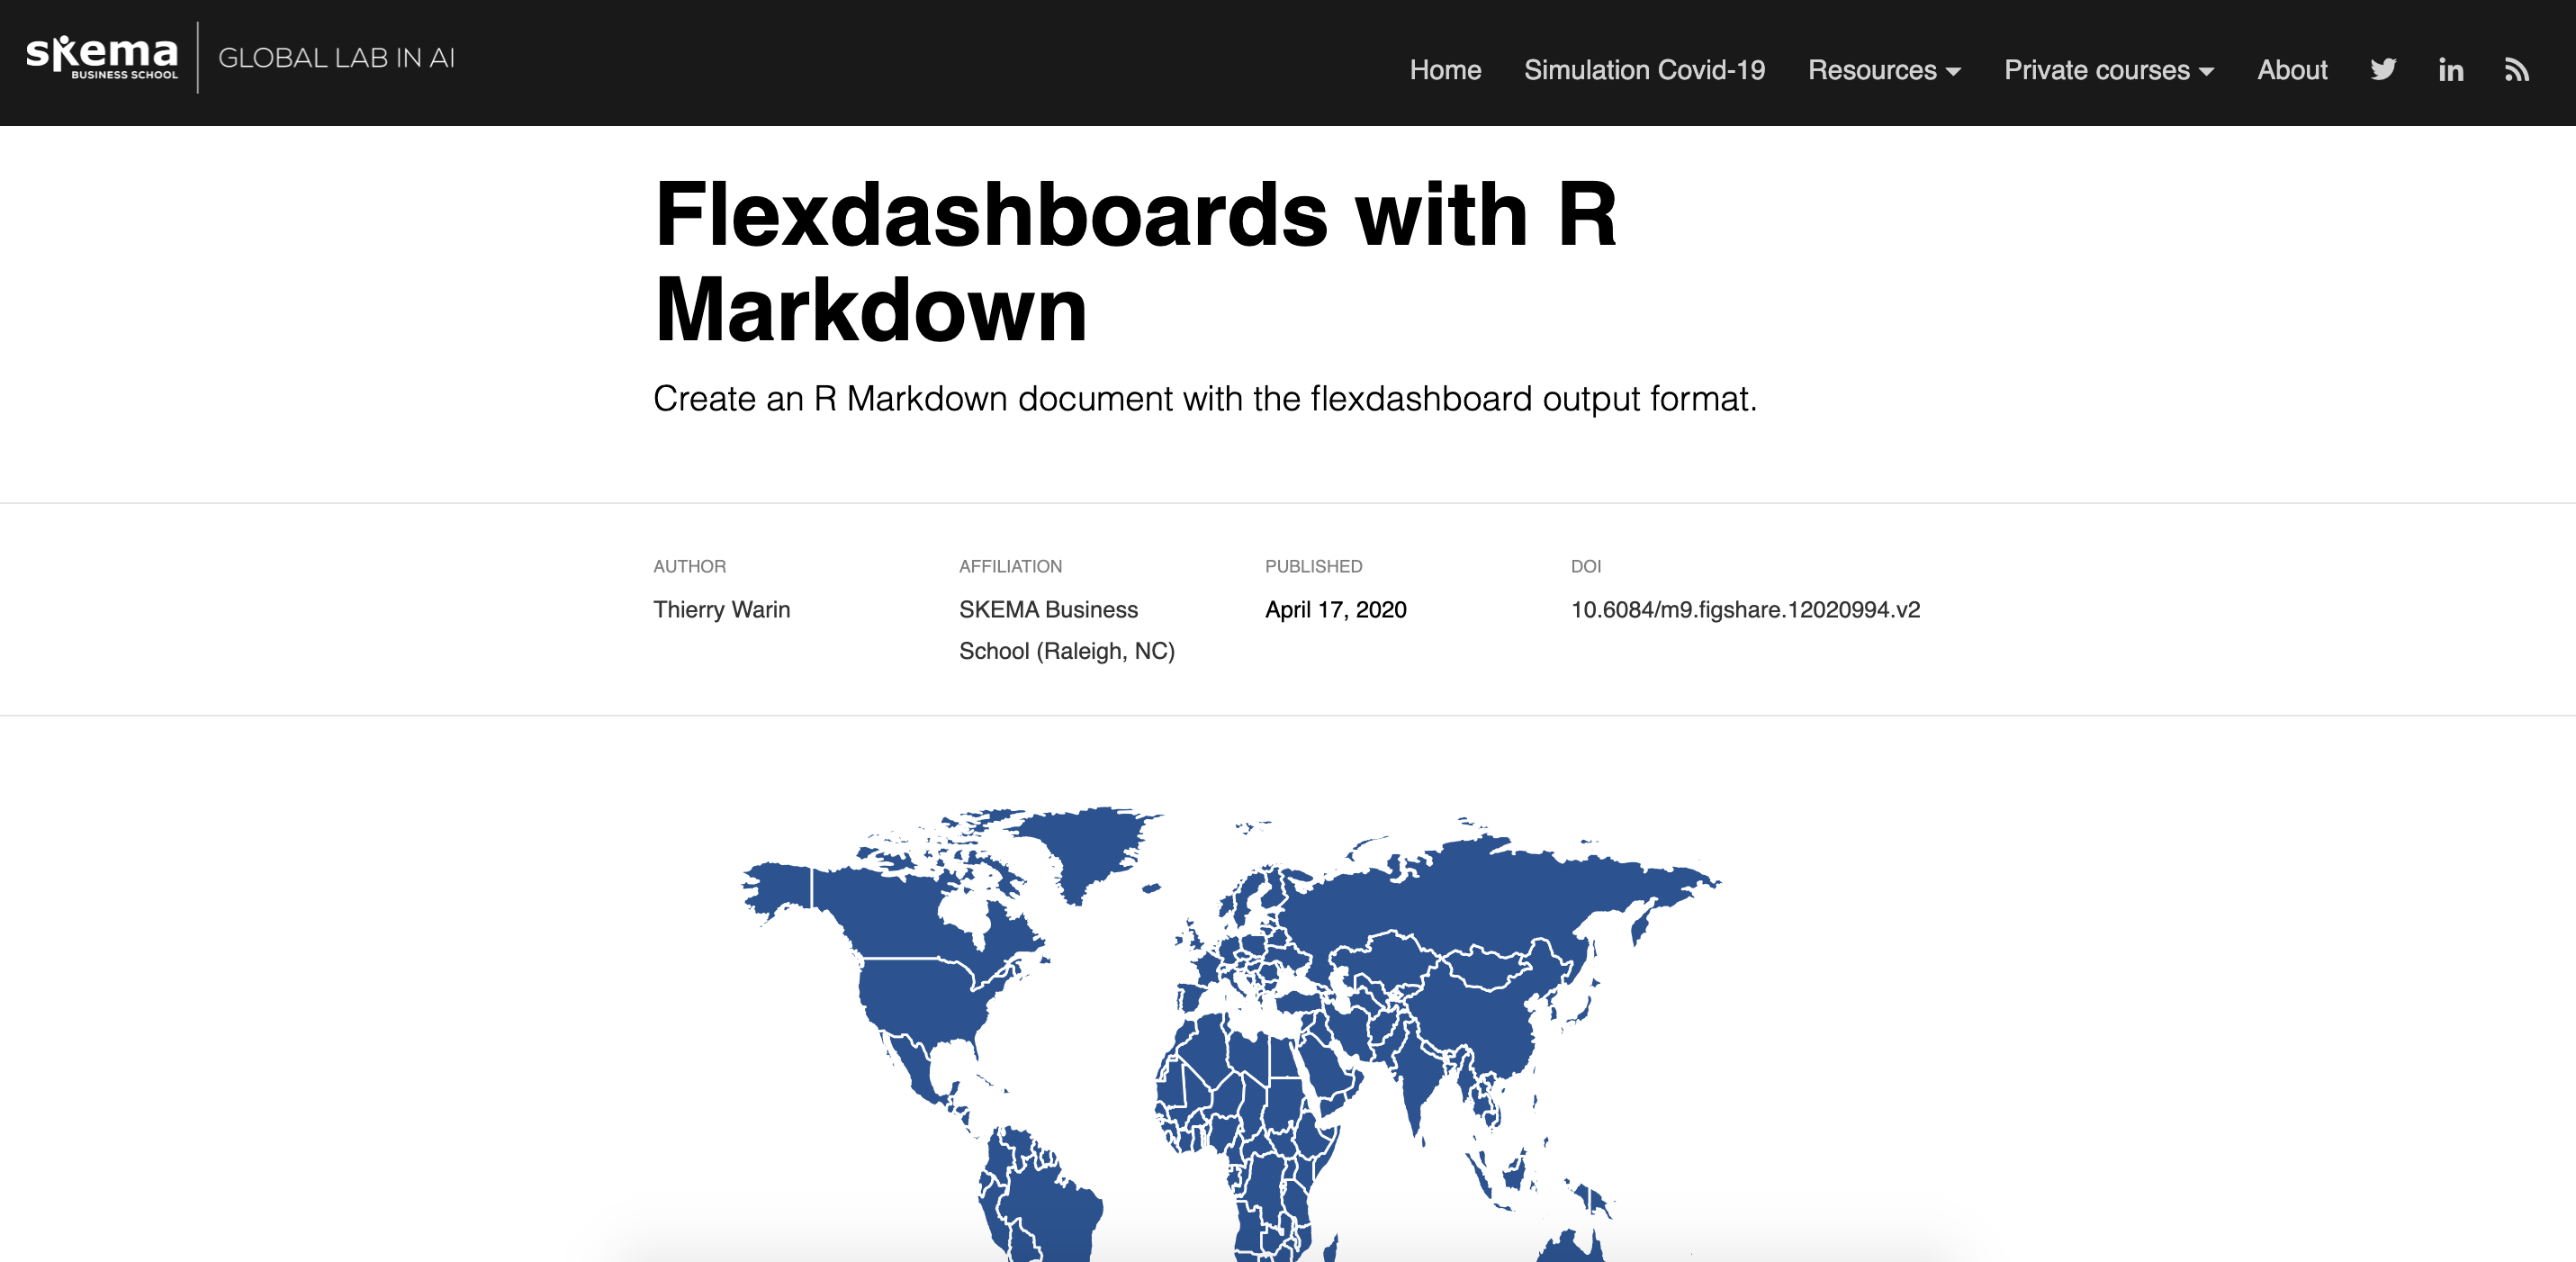 skema
BUSINESS SCHOOL
GLOBAL LAB IN AI
Home Simulation Covid-19 Resources Private courses About
Flexdashboards with R
Markdown
Create an R Markdown document with the flexdashboard output format.
AUTHOR AFFILIATION PUBLISHED DOI
Thierry Warin SKEMA Business April 17, 2020 10.6084/m9.figshare.12020994.v2
School (Raleigh, NC)